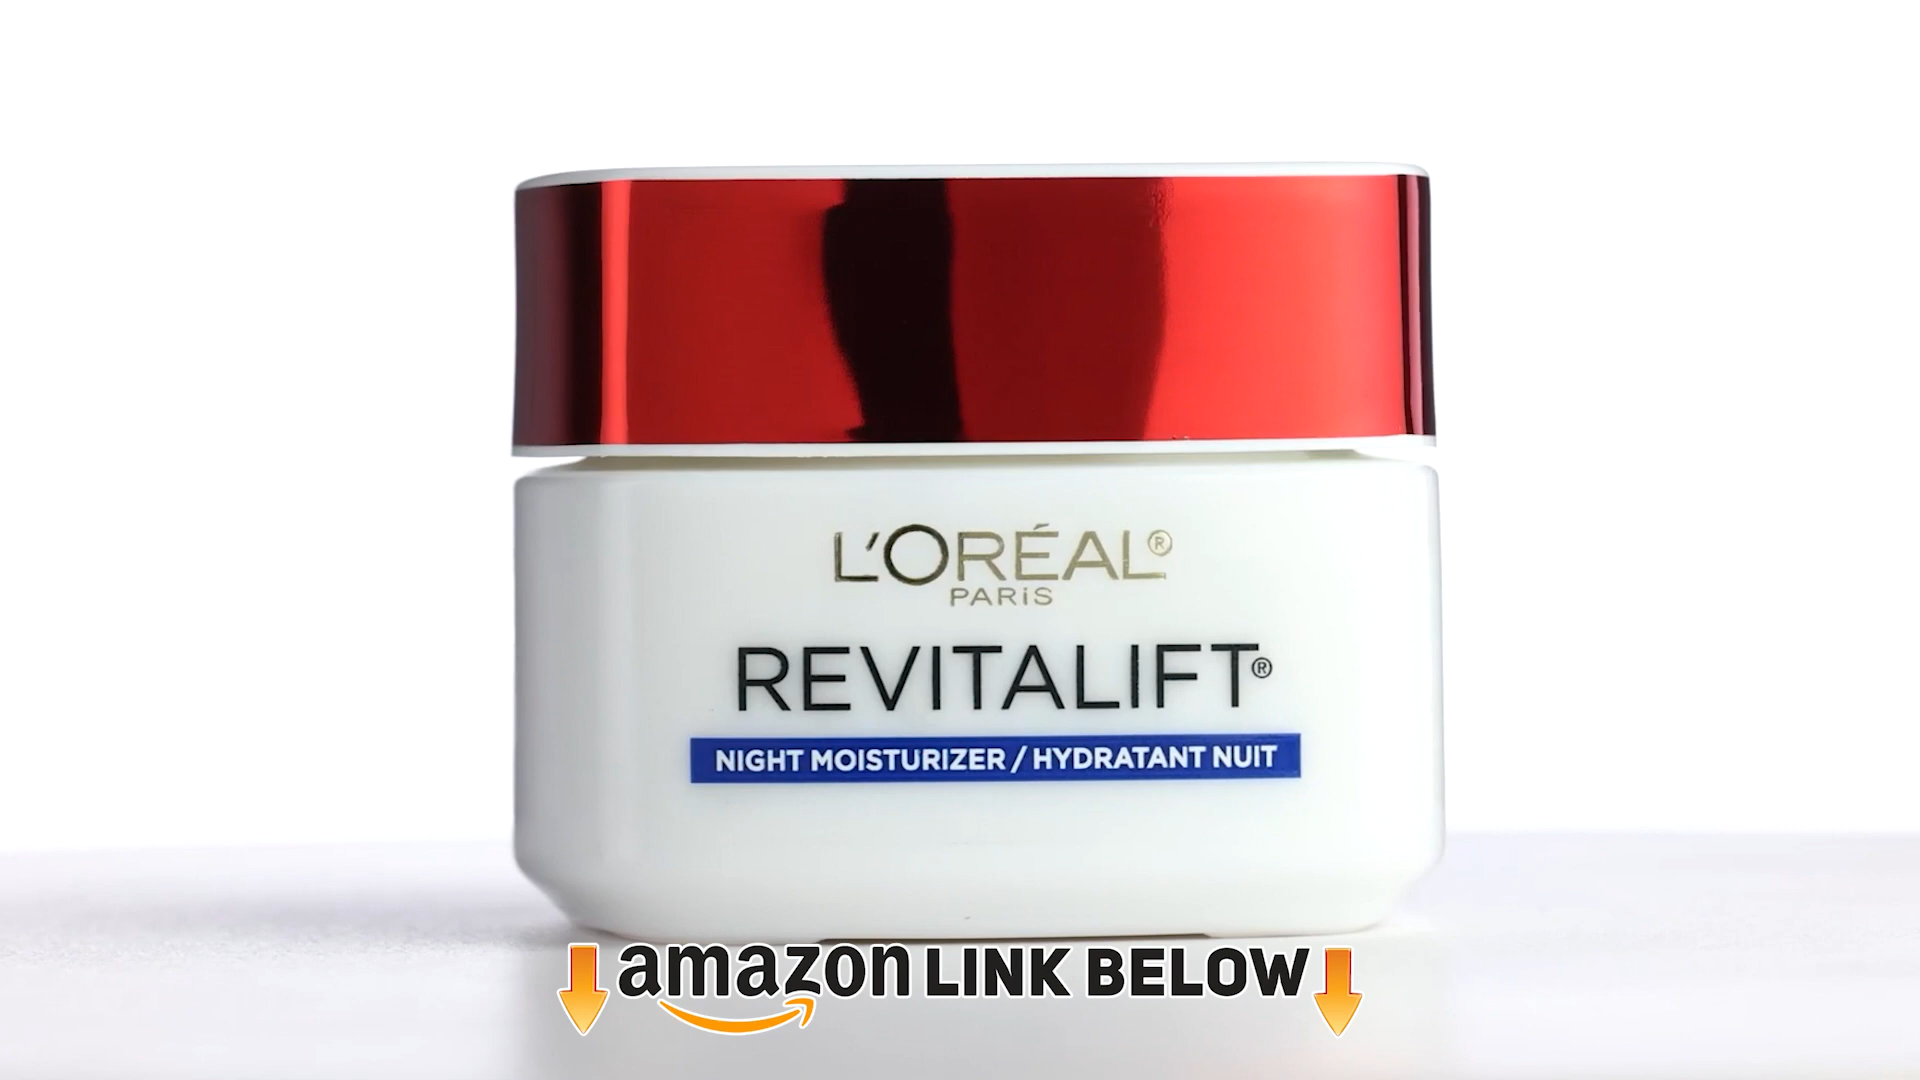 L'ORÉAL®
PARiS
REVITALIFT®
NIGHT MOISTURIZER / HYDRATANT NUIT
amazon LINK BELOW